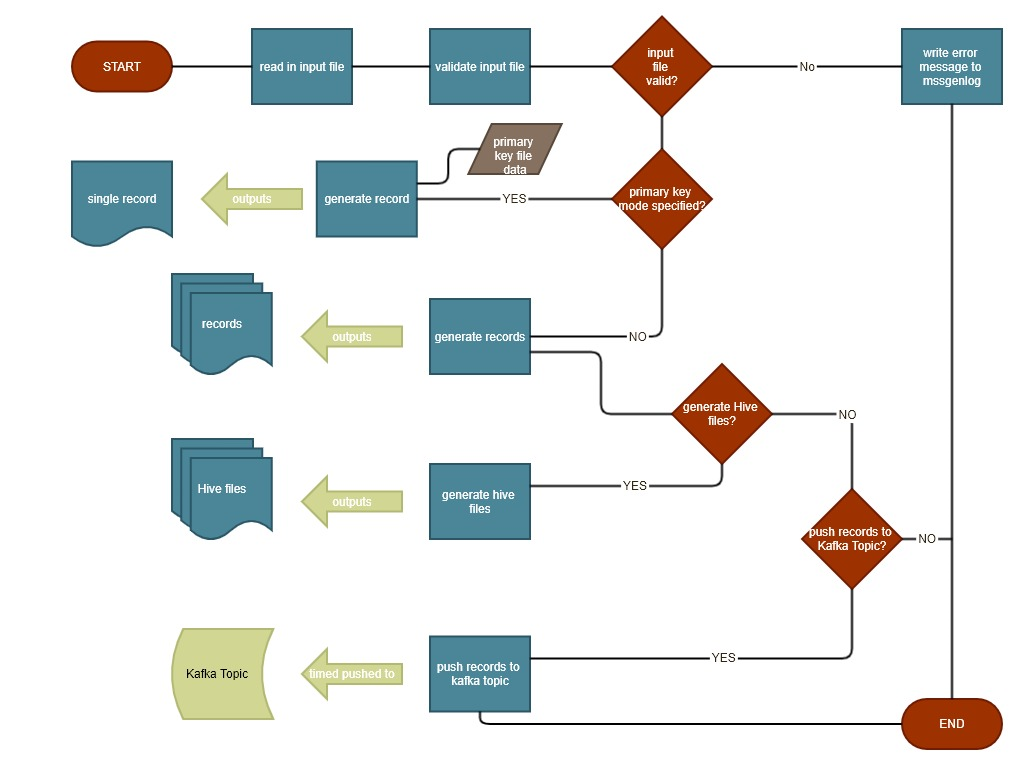 START
read in input file
validate input file
input
file
valid?
No
write error
message to
mssgenlog
primary
key file
data
single record
outputs
generate record
YES
primary key
mode specified?
records
outputs
generate records
NO
generate Hive
files?
NO
Hive files
outputs
generate hive
files
YES
push records to
Kafka Topic?
NO
Kafka Topic
timed pushed to
push records to
kafka topic
YES
END